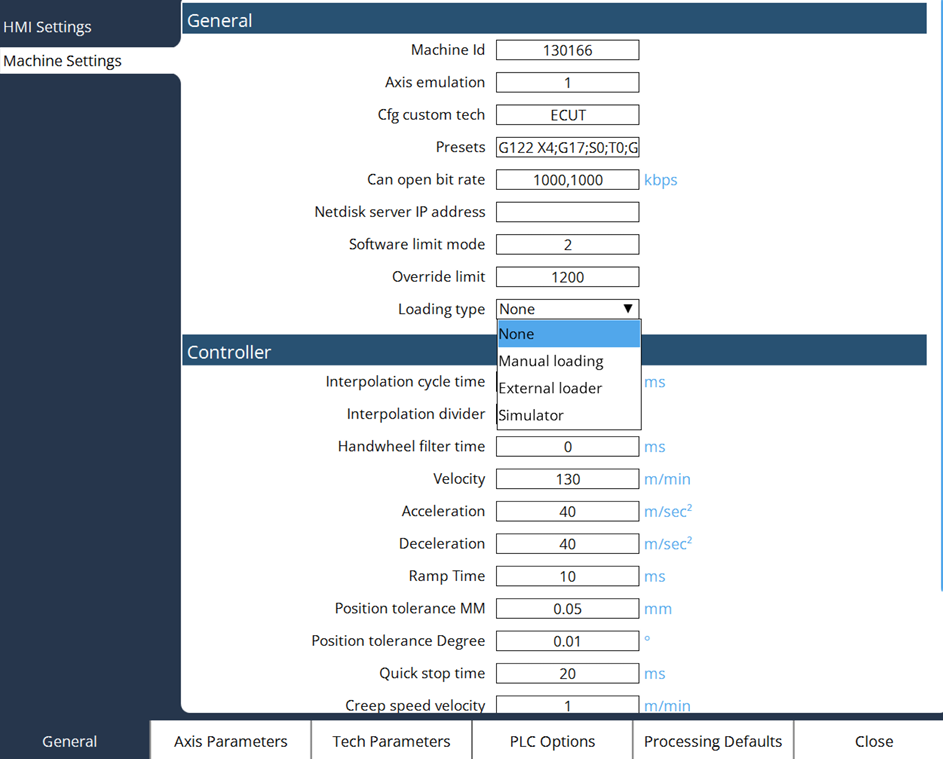 HMI Settings
Machine Settings
General
Machine Id 130166
Axis emulation 1
Cfg custom tech ECUT
Presets G122 X4;G17;S0;T0;G
Can open bit rate 1000,1000 kbps
Netdisk server IP address
Software limit mode 2
Override limit 1200
Loading type None ▼
None
Manual loading
External loader
Simulator
Controller
Interpolation cycle time ms
Interpolation divider
Handwheel filter time 0 ms
Velocity 130 m/min
Acceleration 40 m/sec²
Deceleration 40 m/sec²
Ramp Time 10 ms
Position tolerance MM 0.05 mm
Position tolerance Degree 0.01 °
Quick stop time 20 ms
Creep speed velocity 1 m/min
General Axis Parameters Tech Parameters PLC Options Processing Defaults Close